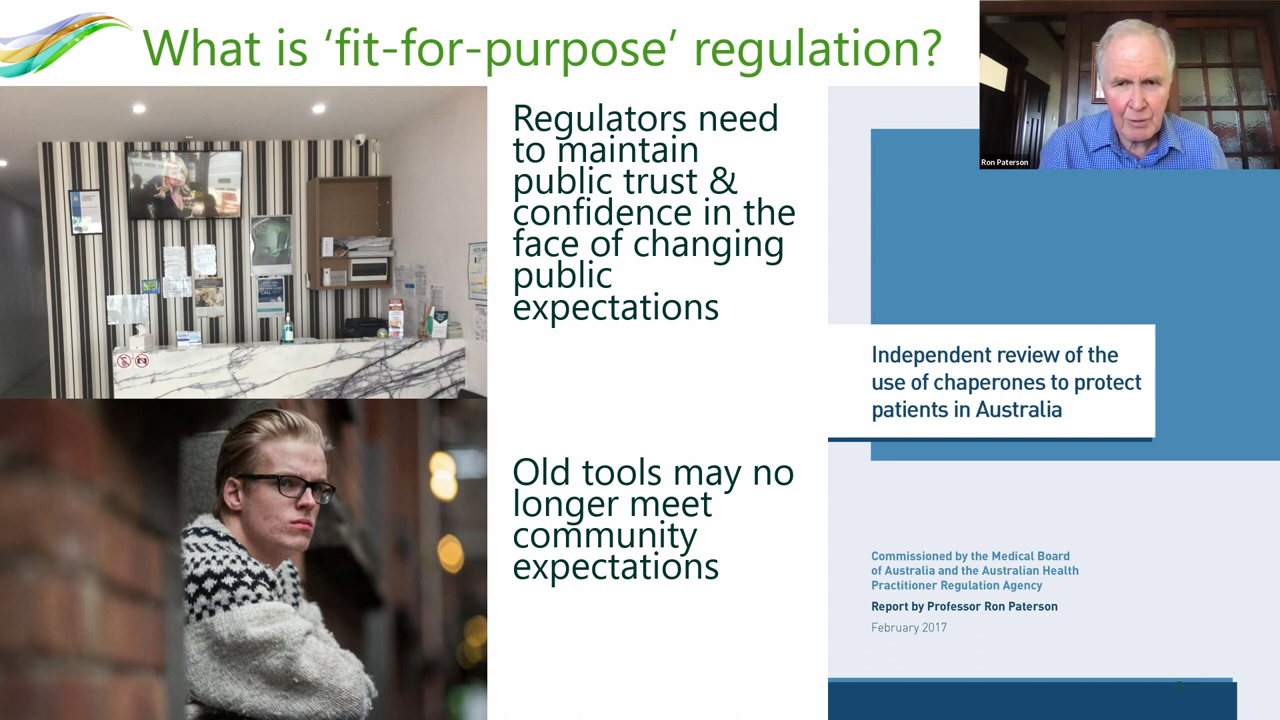 What is ‘fit-for-purpose’ regulation?
Ron Paterson
Regulators need
to maintain
public trust &
confidence in the
face of changing
public
expectations
Old tools may no
longer meet
community
expectations
Independent review of the
use of chaperones to protect
patients in Australia
Commissioned by the Medical Board
of Australia and the Australian Health
Practitioner Regulation Agency
Report by Professor Ron Paterson
February 2017